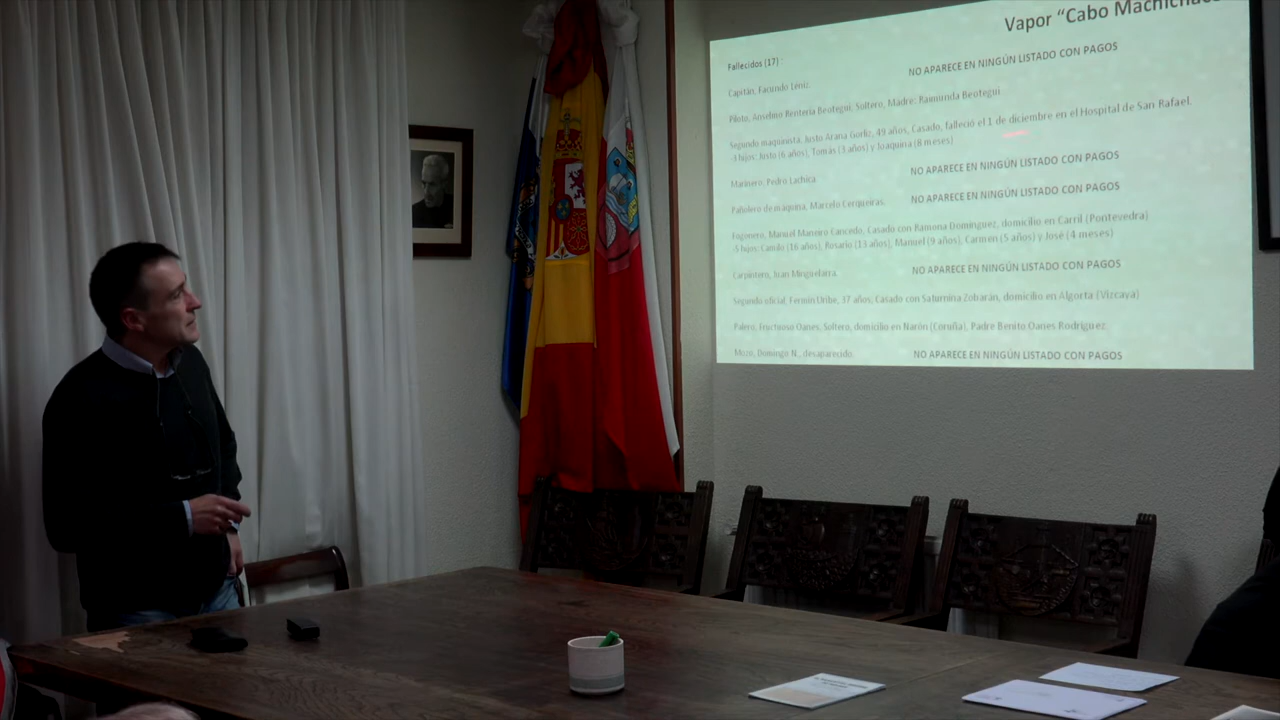 Vapor “Cabo Machichaco
Fallecidos (17) :
Capitán, Facundo Leniz. NO APARECE EN NINGÚN LISTADO CON PAGOS
Piloto, Anselmo Rentería Beotegui, Soltero, Madre: Raimunda Beotegui
Segundo maquinista, Justo Arana Goriiz, 49 años, Casado, falleció el 1 de diciembre en el Hospital de San Rafael.
-3 hijos: Justo (6 años), Tomás (3 años) y Joaquina (8 meses)
Marinero, Pedro Lachica. NO APARECE EN NINGÚN LISTADO CON PAGOS
Pañolero de maquina, Marcelo Cerqueiras. NO APARECE EN NINGÚN LISTADO CON PAGOS
Fogonero, Manuel Marreiro Cancedo, Casado con Ramona Domínguez, domicilio en Carril (Pontevedra)
-5 hijos: Camilo (16 años), Rosario (13 años), Manuel (9 años), Carmen (5 años) y José (4 meses)
Carpintero, Juan Minguelarra. NO APARECE EN NINGÚN LISTADO CON PAGOS
Segundo oficial, Fermín Uribe, 37 años, Casado con Saturnina Zobarán, domicilio en Algorta (Vizcaya)
Palero, Fructuoso Oanes, Soltero, domicilio en Narón (Coruña), Padre Benito Oanes Rodríguez
Mozo, Domingo N., desaparecido. NO APARECE EN NINGÚN LISTADO CON PAGOS